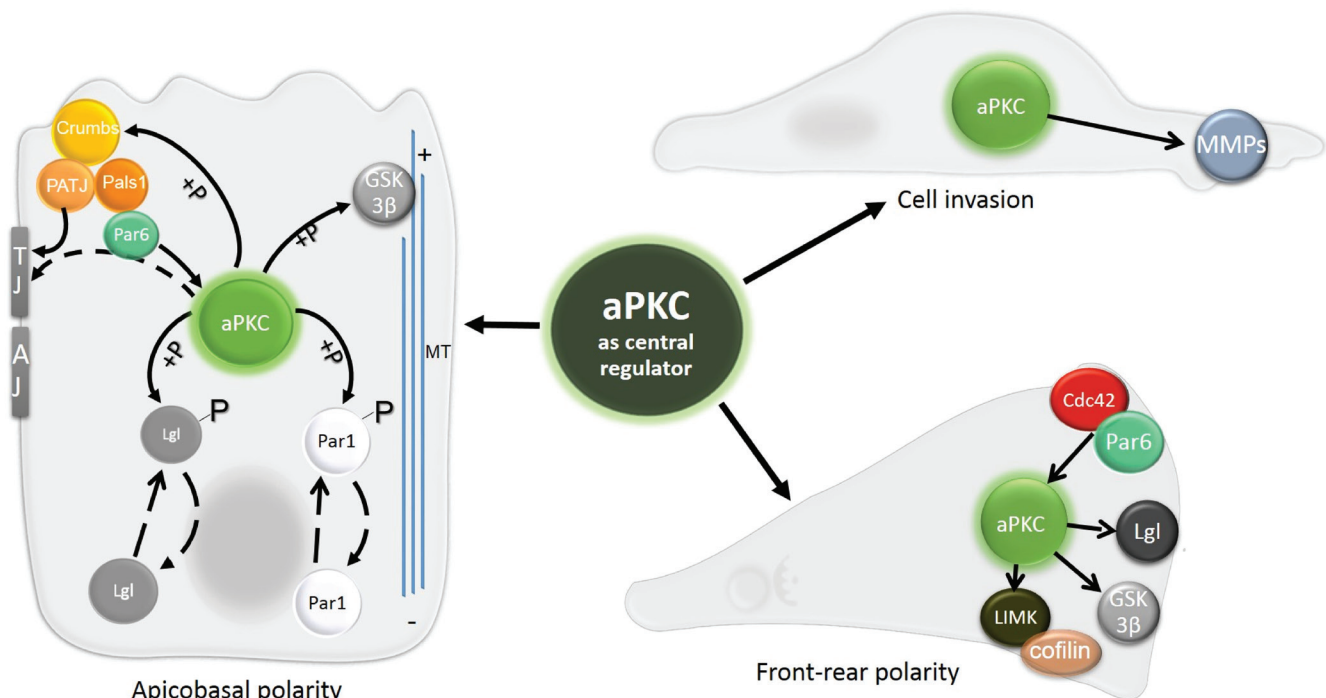 Crumbs
PATJ
Pals1
Par6
+P
+P
GSK
3β
+
T
J
A
J
aPKC
+P
+P
MT
P
P
Lgl
Par1
Lgl
Par1
-
Apicobasal polarity
aPKC
as central
regulator
aPKC
MMPs
Cell invasion
Cdc42
Par6
aPKC
Lgl
LIMK
GSK
3β
cofilin
Front-rear polarity